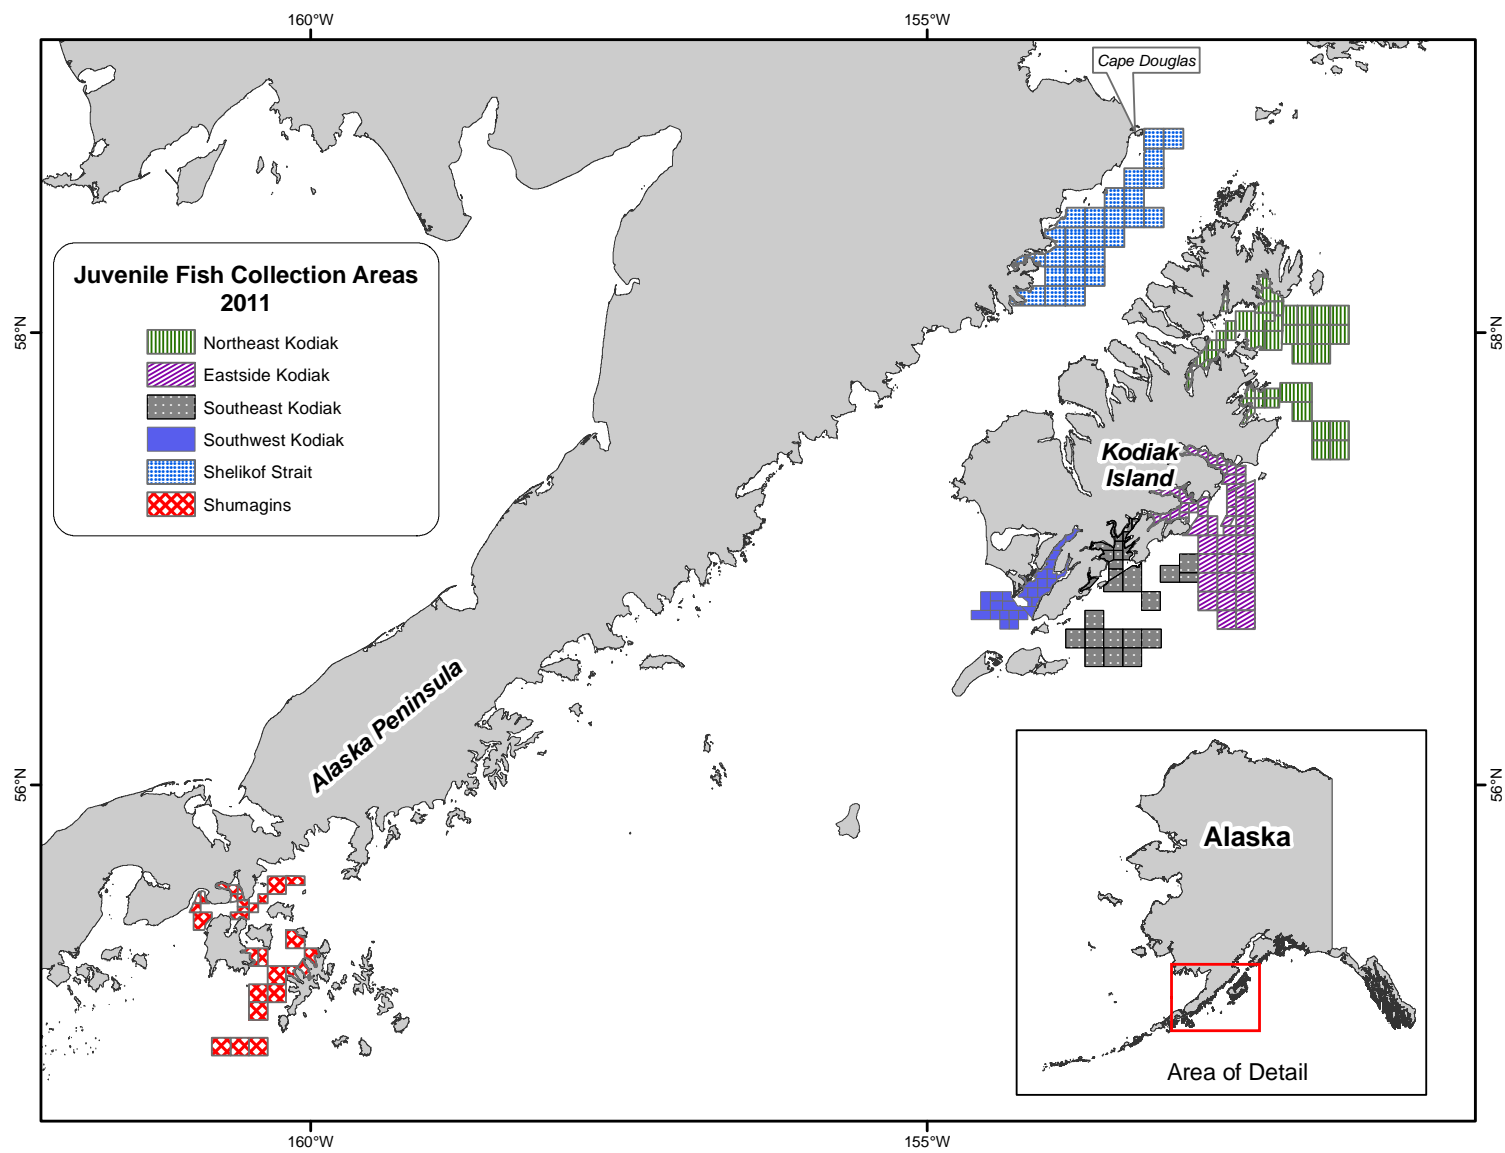 160°W
155°W
Cape Douglas
Juvenile Fish Collection Areas
2011
Northeast Kodiak
Eastside Kodiak
Southeast Kodiak
Southwest Kodiak
Shelikof Strait
Shumagins
58°N
58°N
Kodiak
Island
Alaska Peninsula
56°N
56°N
Alaska
Area of Detail
160°W
155°W